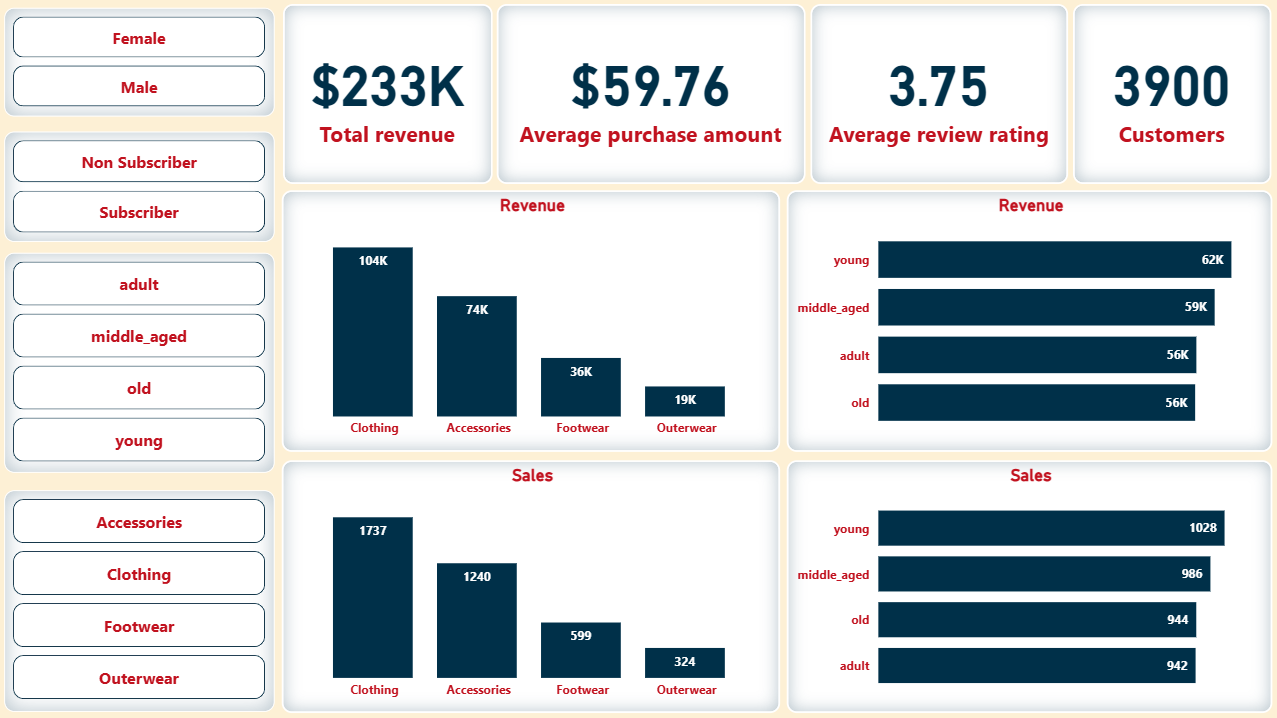 Female
Male
Non Subscriber
Subscriber
adult
middle_aged
old
young
Accessories
Clothing
Footwear
Outerwear
$233K
Total revenue
$59.76
Average purchase amount
3.75
Average review rating
3900
Customers
Revenue
104K
74K
36K
19K
Clothing Accessories Footwear Outerwear
Revenue
young 62K
middle_aged 59K
adult 56K
old 56K
Sales
1737
1240
599
324
Clothing Accessories Footwear Outerwear
Sales
young 1028
middle_aged 986
old 944
adult 942